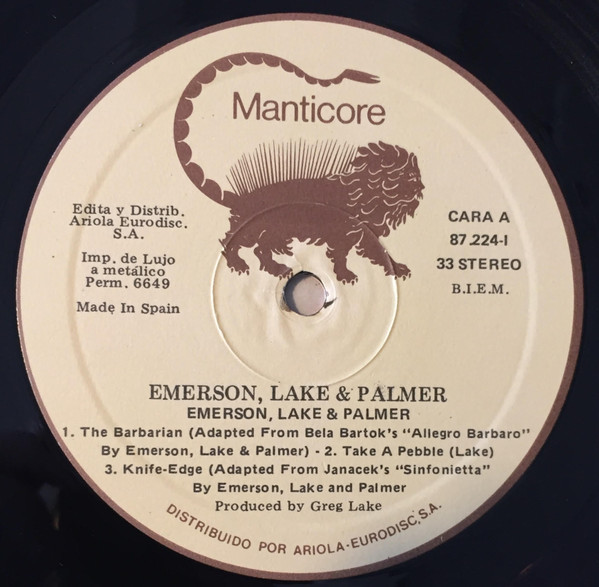 Manticore
Edita y Distrib.
Ariola Eurodisc.
S.A.
Imp. de Lujo
a metálico
Perm. 6649
Made In Spain
CARA A
87.224-I
33 STEREO
B.I.E.M.
EMERSON, LAKE & PALMER
EMERSON, LAKE & PALMER
1. The Barbarian (Adapted From Bela Bartok's "Allegro Barbaro"
By Emerson, Lake & Palmer) - 2. Take A Pebble (Lake)
3. Knife-Edge (Adapted From Janacek's "Sinfonietta"
By Emerson, Lake and Palmer
Produced by Greg Lake
DISTRIBUIDO POR ARIOLA-EURODISC, S.A.